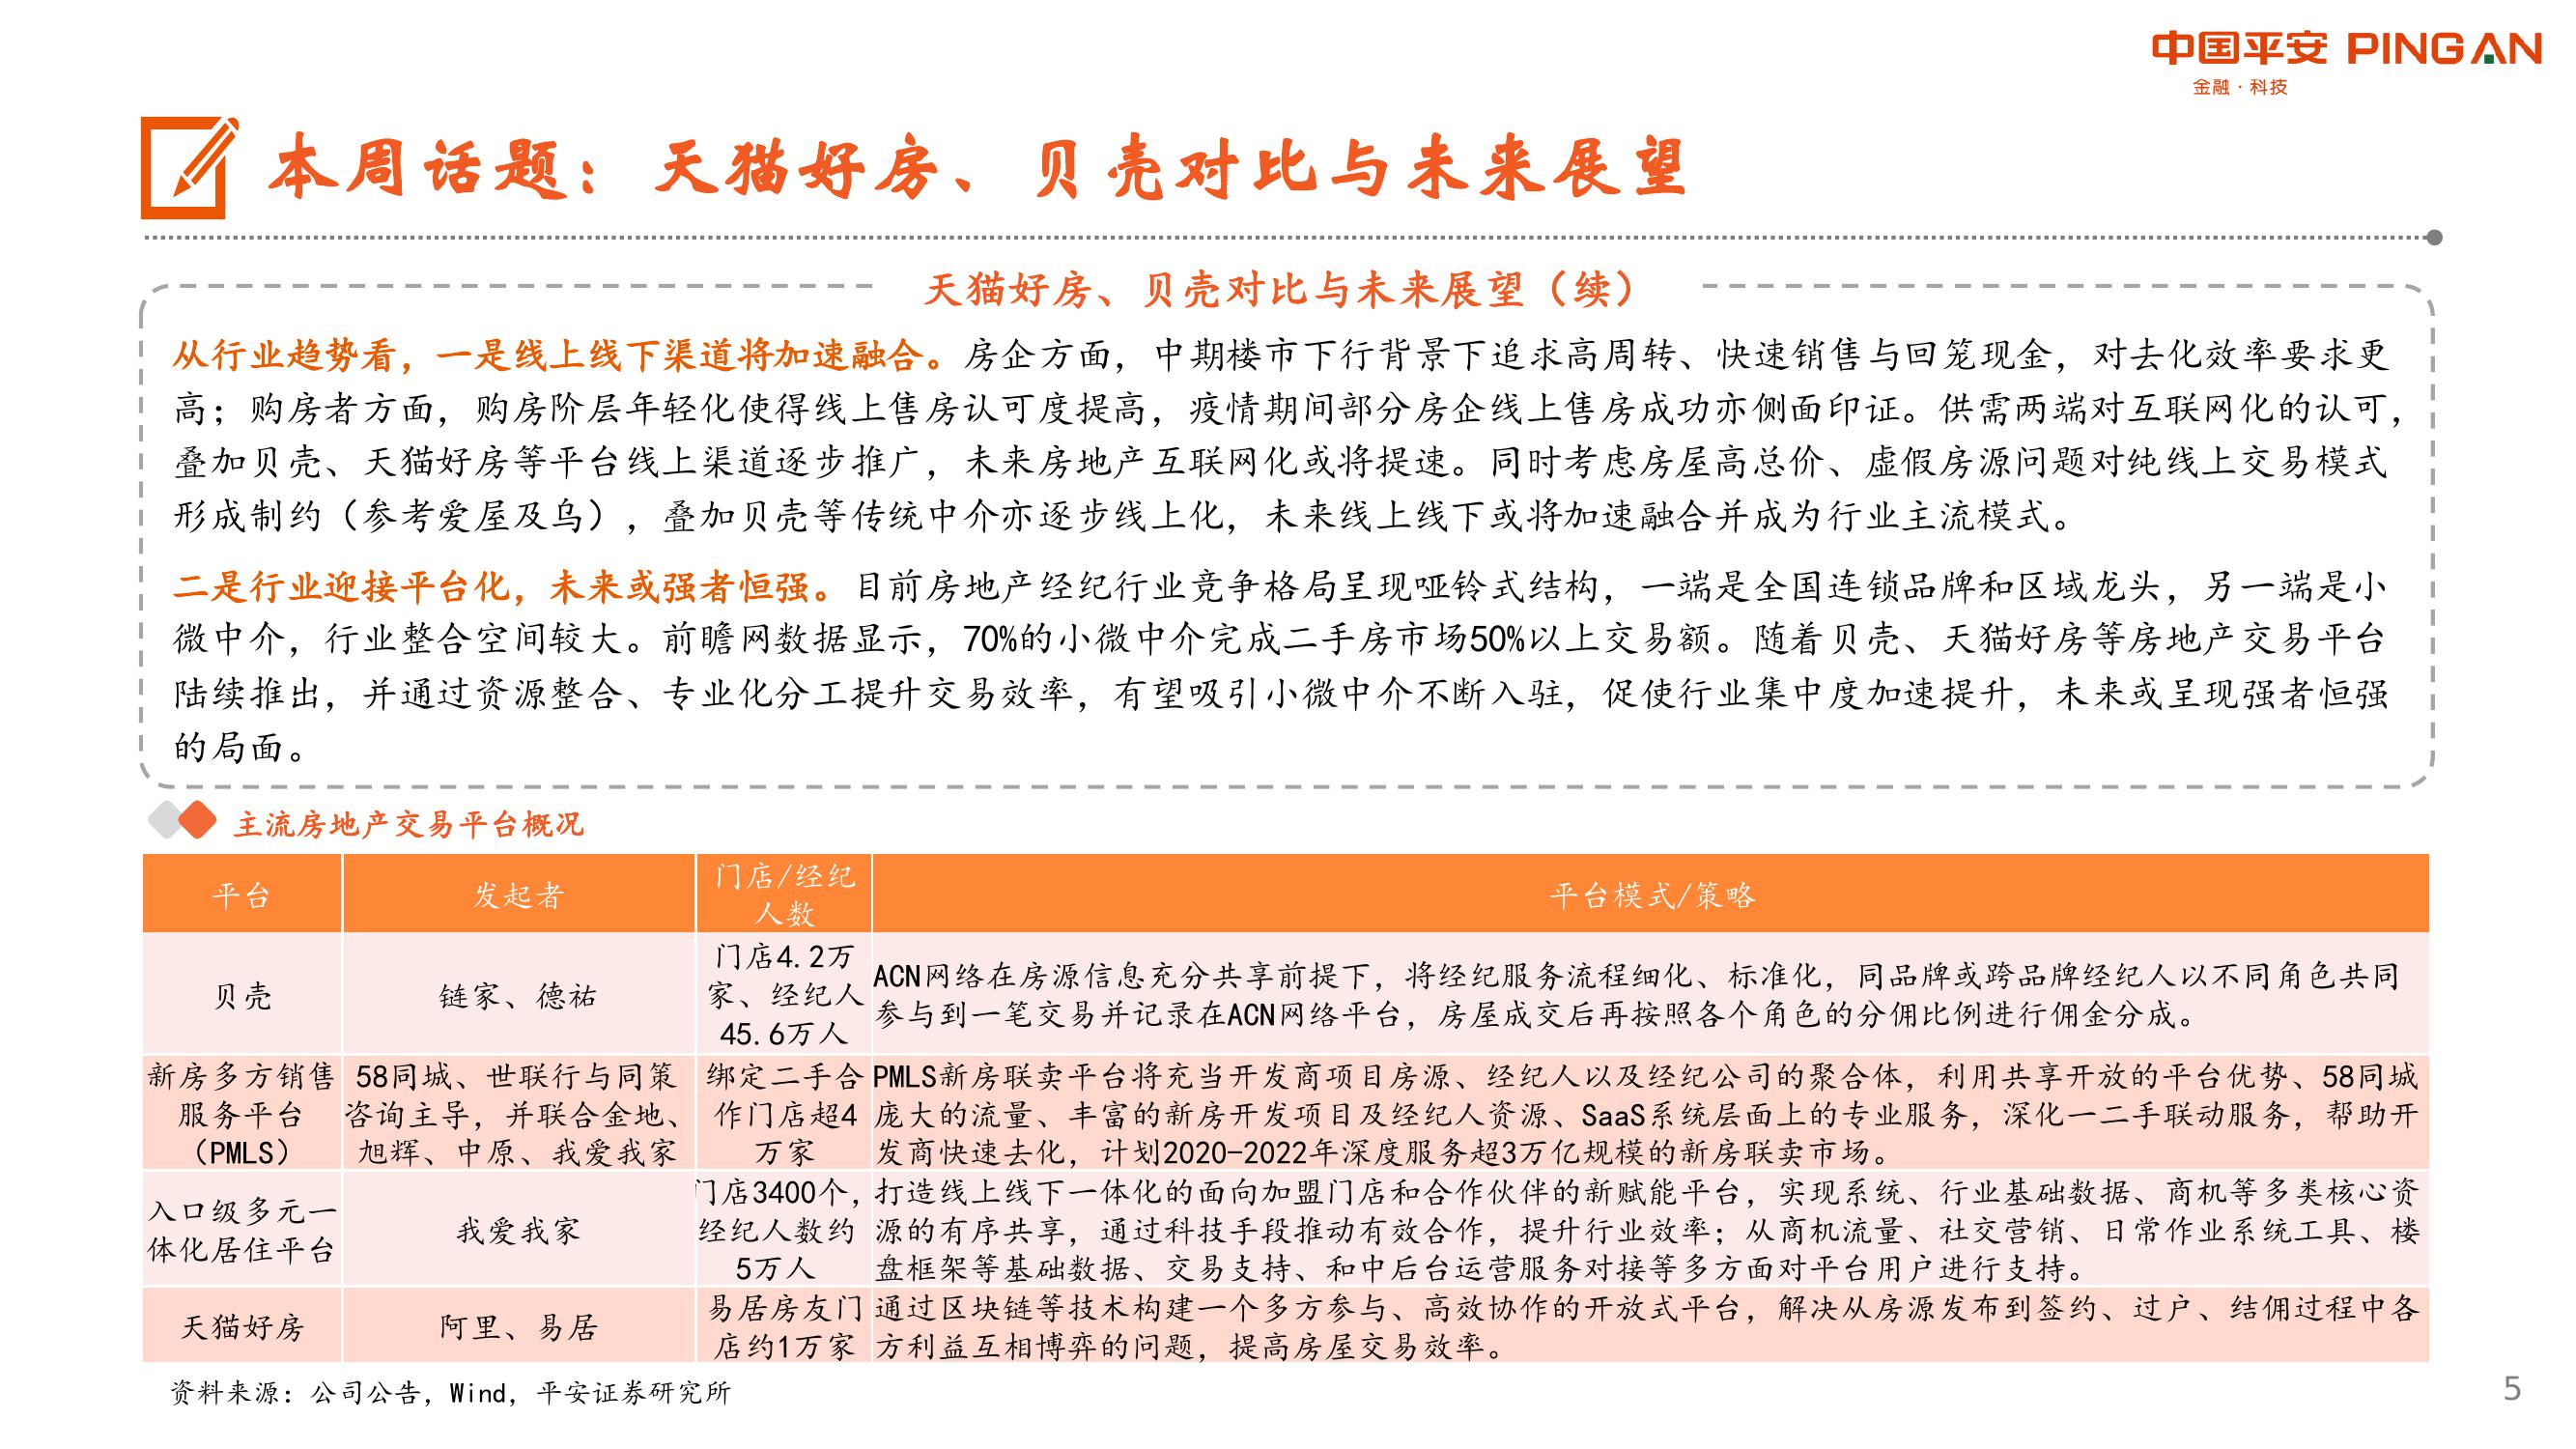 中国平安 PING AN
金融·科技
本周话题：天猫好房、贝壳对比与未来展望
天猫好房、贝壳对比与未来展望（续）
从行业趋势看，一是线上线下渠道将加速融合。房企方面，中期楼市下行背景下追求高周转、快速销售与回笼现金，对去化效率要求更
高；购房者方面，购房阶层年轻化使得线上售房认可度提高，疫情期间部分房企线上售房成功亦侧面印证。供需两端对互联网化的认可，
叠加贝壳、天猫好房等平台线上渠道逐步推广，未来房地产互联网化或将提速。同时考虑房屋高总价、虚假房源问题对纯线上交易模式
形成制约（参考爱屋及乌），叠加贝壳等传统中介亦逐步线上化，未来线上线下或将加速融合并成为行业主流模式。
二是行业迎接平台化，未来或强者恒强。目前房地产经纪行业竞争格局呈现哑铃式结构，一端是全国连锁品牌和区域龙头，另一端是小
微中介，行业整合空间较大。前瞻网数据显示，70%的小微中介完成二手房市场50%以上交易额。随着贝壳、天猫好房等房地产交易平台
陆续推出，并通过资源整合、专业化分工提升交易效率，有望吸引小微中介不断入驻，促使行业集中度加速提升，未来或呈现强者恒强
的局面。
主流房地产交易平台概况
平台
发起者
门店/经纪
人数
平台模式/策略
贝壳
链家、德祐
门店4.2万
家、经纪人
45.6万人
ACN网络在房源信息充分共享前提下，将经纪服务流程细化、标准化，同品牌或跨品牌经纪人以不同角色共同
参与到一笔交易并记录在ACN网络平台，房屋成交后再按照各个角色的分佣比例进行佣金分成。
新房多方销售
服务平台
（PMLS）
58同城、世联行与同策
咨询主导，并联合金地、
旭辉、中原、我爱我家
绑定二手合
作门店超4
万家
PMLS新房联卖平台将充当开发商项目房源、经纪人以及经纪公司的聚合体，利用共享开放的平台优势、58同城
庞大的流量、丰富的新房开发项目及经纪人资源、SaaS系统层面上的专业服务，深化一二手联动服务，帮助开
发商快速去化，计划2020-2022年深度服务超3万亿规模的新房联卖市场。
入口级多元一
体化居住平台
我爱我家
门店3400个，
经纪人数约
5万人
打造线上线下一体化的面向加盟门店和合作伙伴的新赋能平台，实现系统、行业基础数据、商机等多类核心资
源的有序共享，通过科技手段推动有效合作，提升行业效率；从商机流量、社交营销、日常作业系统工具、楼
盘框架等基础数据、交易支持、和中后台运营服务对接等多方面对平台用户进行支持。
天猫好房
阿里、易居
易居房友门
店约1万家
通过区块链等技术构建一个多方参与、高效协作的开放式平台，解决从房源发布到签约、过户、结佣过程中各
方利益互相博弈的问题，提高房屋交易效率。
资料来源：公司公告，Wind，平安证券研究所
5